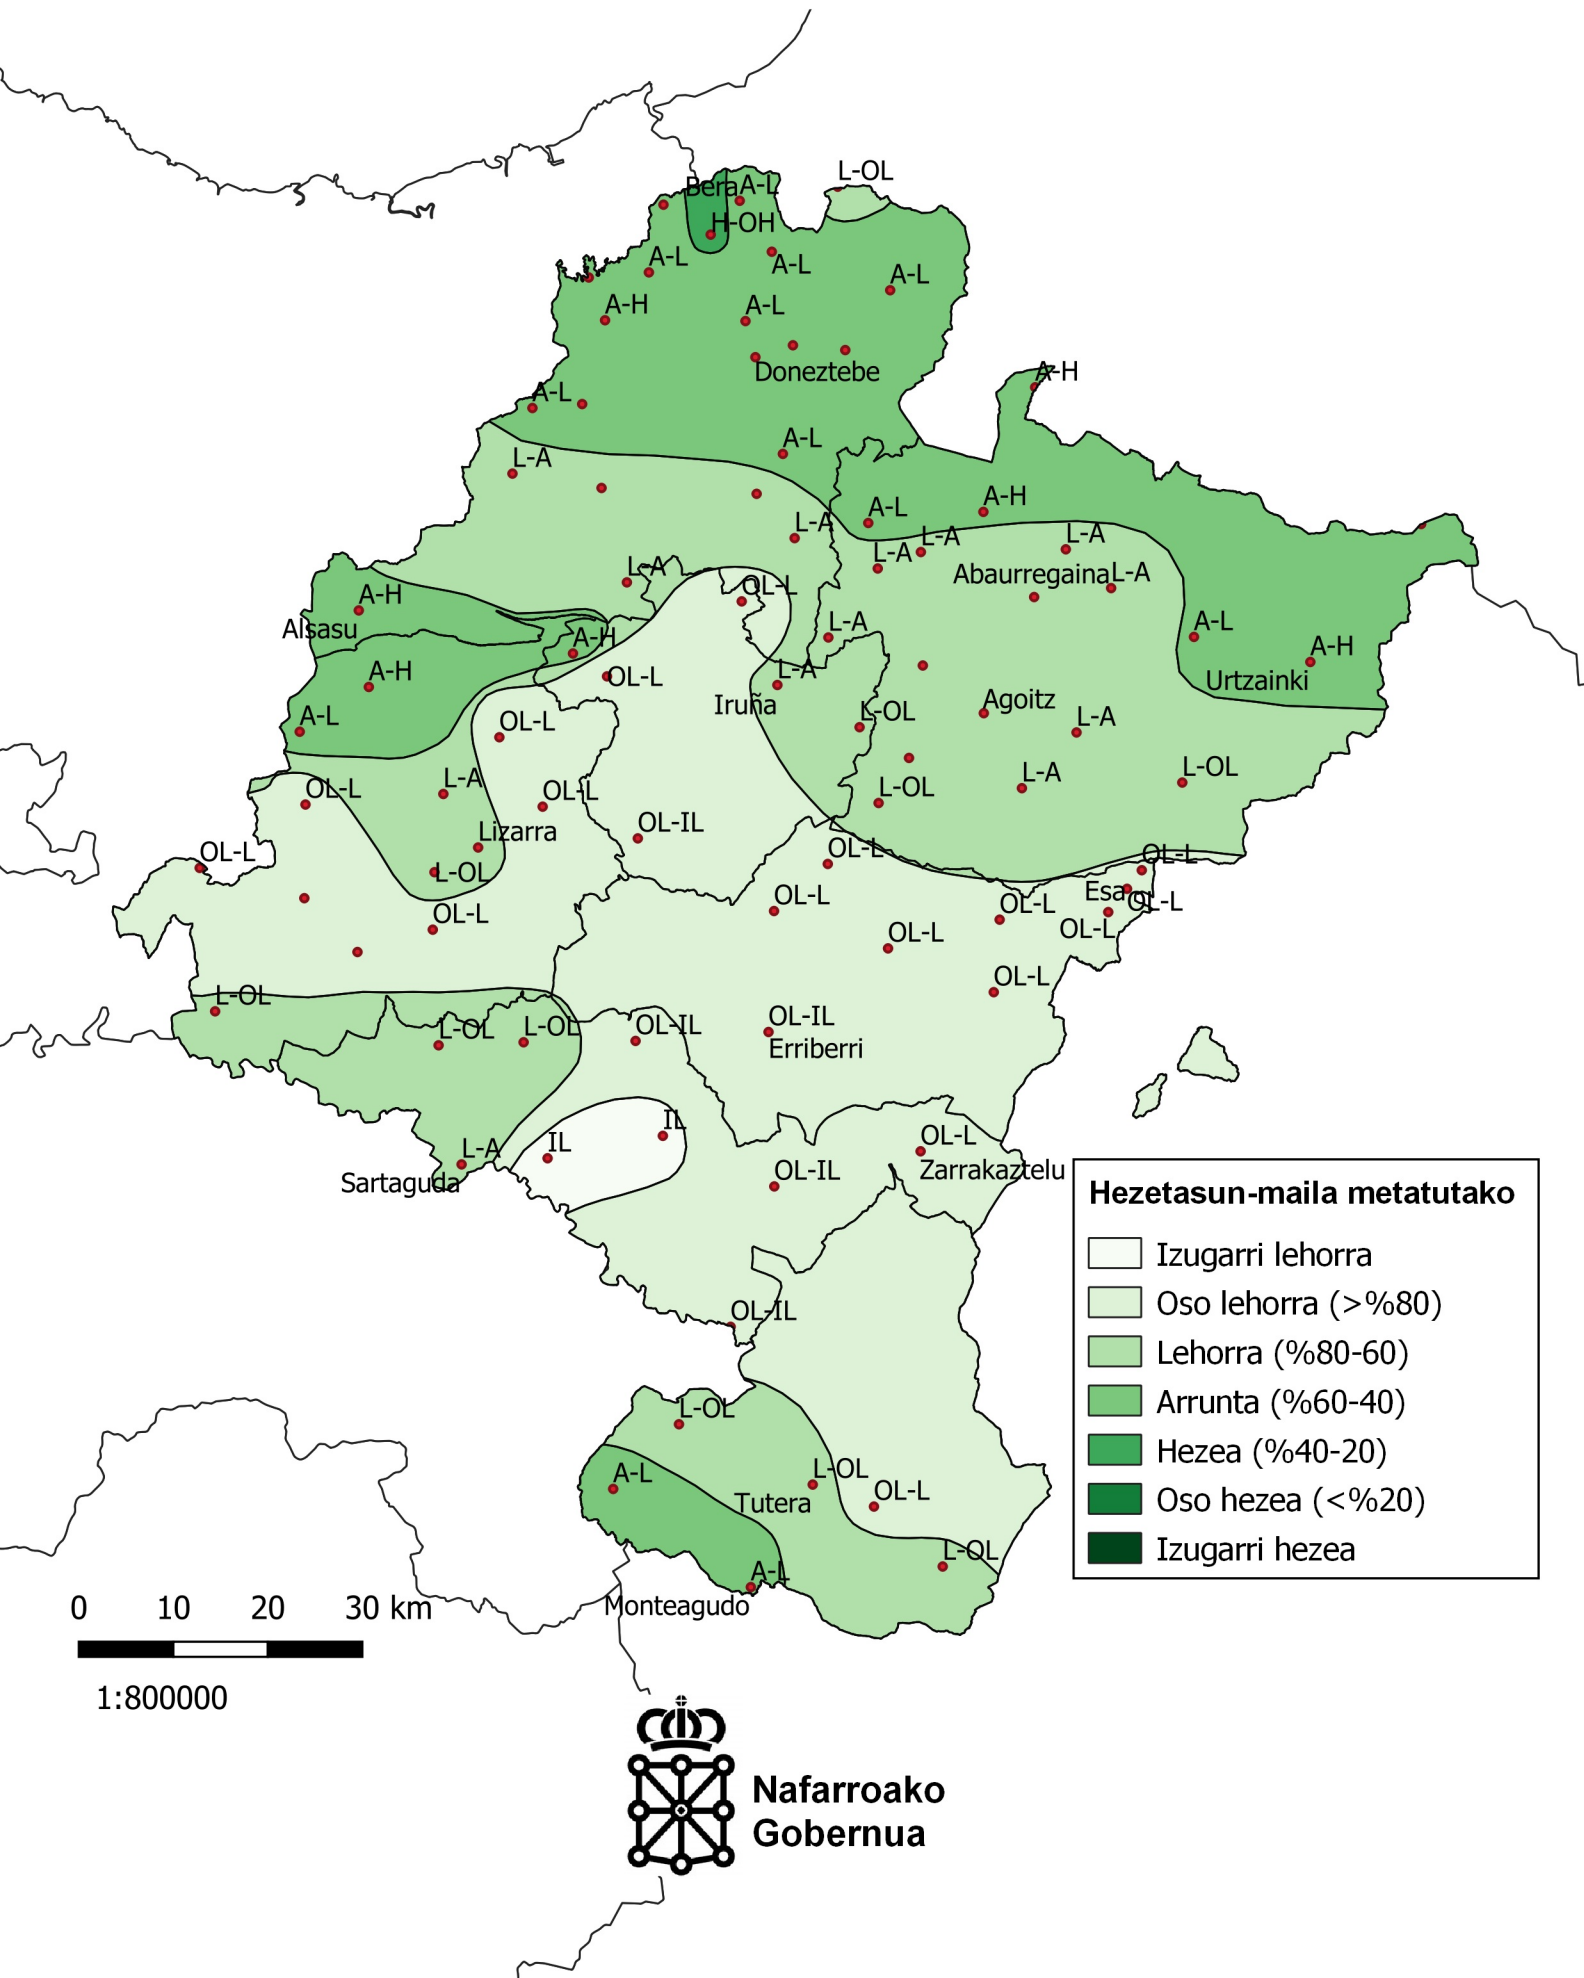 L-OL
Bera
A-L
H-OH
A-L
A-L
A-L
A-H
A-L
Doneztebe
A-H
A-L
A-L
L-A
A-H
A-L
L-A
L-A
L-A
L-A
L-A
Abaurregaina
L-A
OL-L
A-H
Alsasu
L-A
A-L
A-H
A-H
OL-L
L-A
Urtzainki
A-H
Iruña
Agoitz
A-L
OL-L
L-OL
L-A
L-OL
L-A
L-A
OL-L
OL-L
L-OL
OL-IL
Lizarra
OL-L
OL-L
OL-L
L-OL
Esa
OL-L
OL-L
OL-L
OL-L
OL-L
OL-L
OL-L
L-OL
OL-IL
OL-IL
L-OL
L-OL
Erriberri
IL
IL
OL-L
L-A
OL-IL
Zarrakaztelu
Sartaguda
OL-IL
L-OL
A-L
L-OL
OL-L
Tutera
L-OL
A-L
Monteagudo
Hezetasun-maila metatutako
Izugarri lehorra
Oso lehorra (>%80)
Lehorra (%80-60)
Arrunta (%60-40)
Hezea (%40-20)
Oso hezea (<%20)
Izugarri hezea
0 10 20 30 km
1:800000
Nafarroako
Gobernua